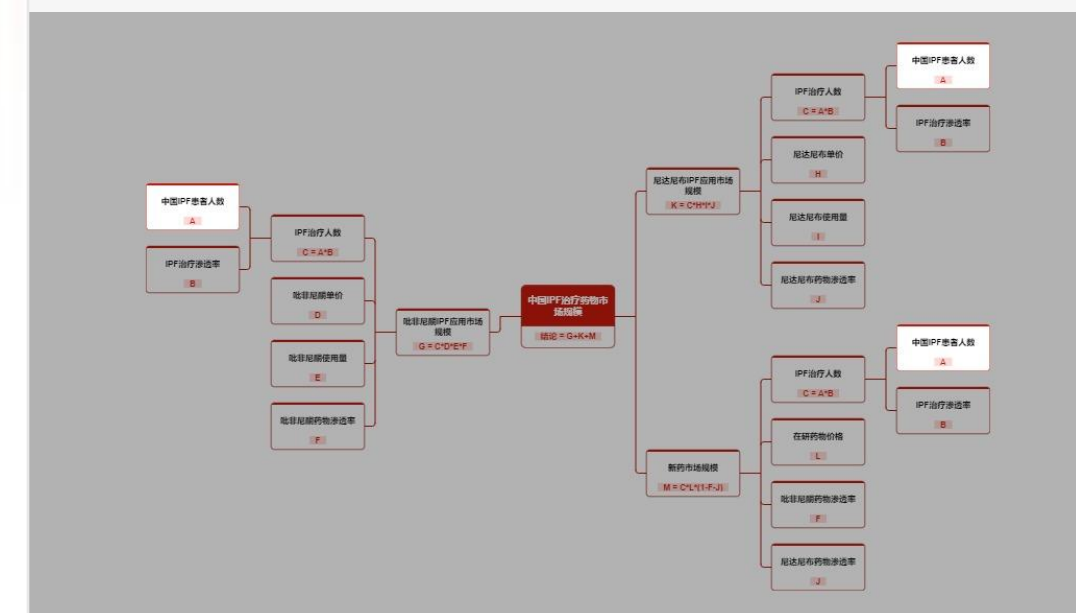 中国IPF患者人数
A
IPF治疗渗透率
B
IPF治疗人数
C = A*B
吡非尼酮单价
D
吡非尼酮使用量
E
吡非尼酮药物渗透率
F
吡非尼酮IPF应用市场
规模
G = C*D*E*F
中国IPF治疗药物市
场规模
结论 = G+K+M
尼达尼布IPF应用市场
规模
K = C*H*I*J
IPF治疗人数
C = A*B
中国IPF患者人数
A
IPF治疗渗透率
B
尼达尼布单价
H
尼达尼布使用量
I
尼达尼布药物渗透率
J
新药市场规模
M = C*L*(1-F-J)
IPF治疗人数
C = A*B
中国IPF患者人数
A
IPF治疗渗透率
B
在研药物价格
L
吡非尼酮药物渗透率
F
尼达尼布药物渗透率
J